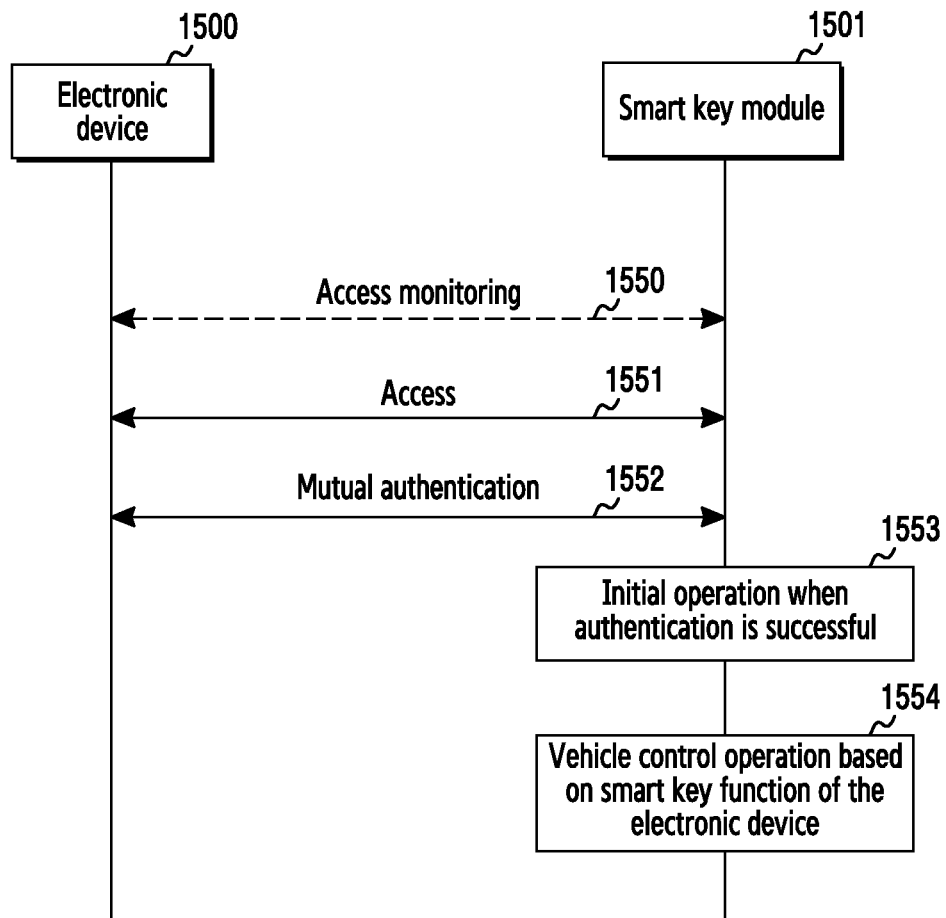 1500
1501
Electronic
device
Smart key module
Access monitoring
1550
Access
1551
Mutual authentication
1552
1553
Initial operation when
authentication is successful
1554
Vehicle control operation based
on smart key function of the
electronic device